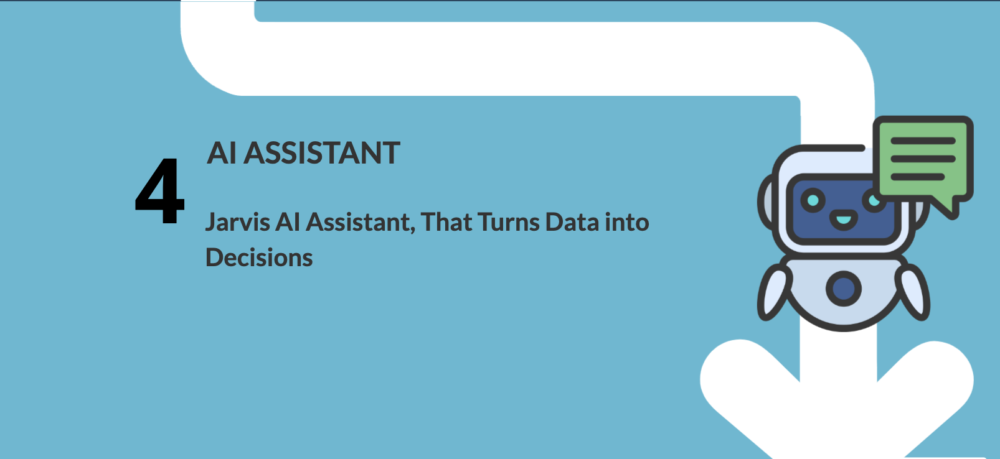 4
AI ASSISTANT
Jarvis AI Assistant, That Turns Data into
Decisions